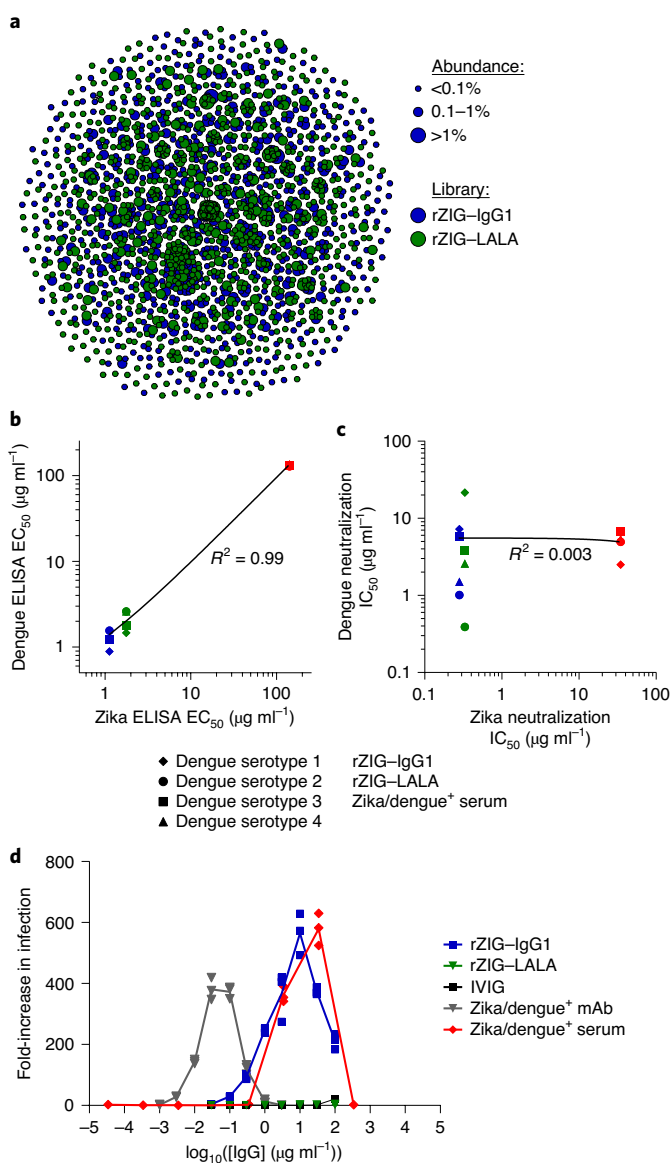 a
Abundance:
<0.1%
0.1–1%
>1%
Library:
rZIG–IgG1
rZIG–LALA
b
Dengue ELISA EC50 (μg ml−1)
100
10
1
R2 = 0.99
1
10
100
Zika ELISA EC50 (μg ml−1)
c
Dengue neutralization
IC50 (μg ml−1)
100
10
1
0.1
R2 = 0.003
0.1
1
10
100
Zika neutralization
IC50 (μg ml−1)
Dengue serotype 1
rZIG–IgG1
Dengue serotype 2
rZIG–LALA
Dengue serotype 3
Zika/dengue+ serum
Dengue serotype 4
d
Fold-increase in infection
800
600
400
200
0
−5 −4 −3 −2 −1 0 1 2 3 4 5
log10([IgG] (μg ml−1))
rZIG–IgG1
rZIG–LALA
IVIG
Zika/dengue+ mAb
Zika/dengue+ serum